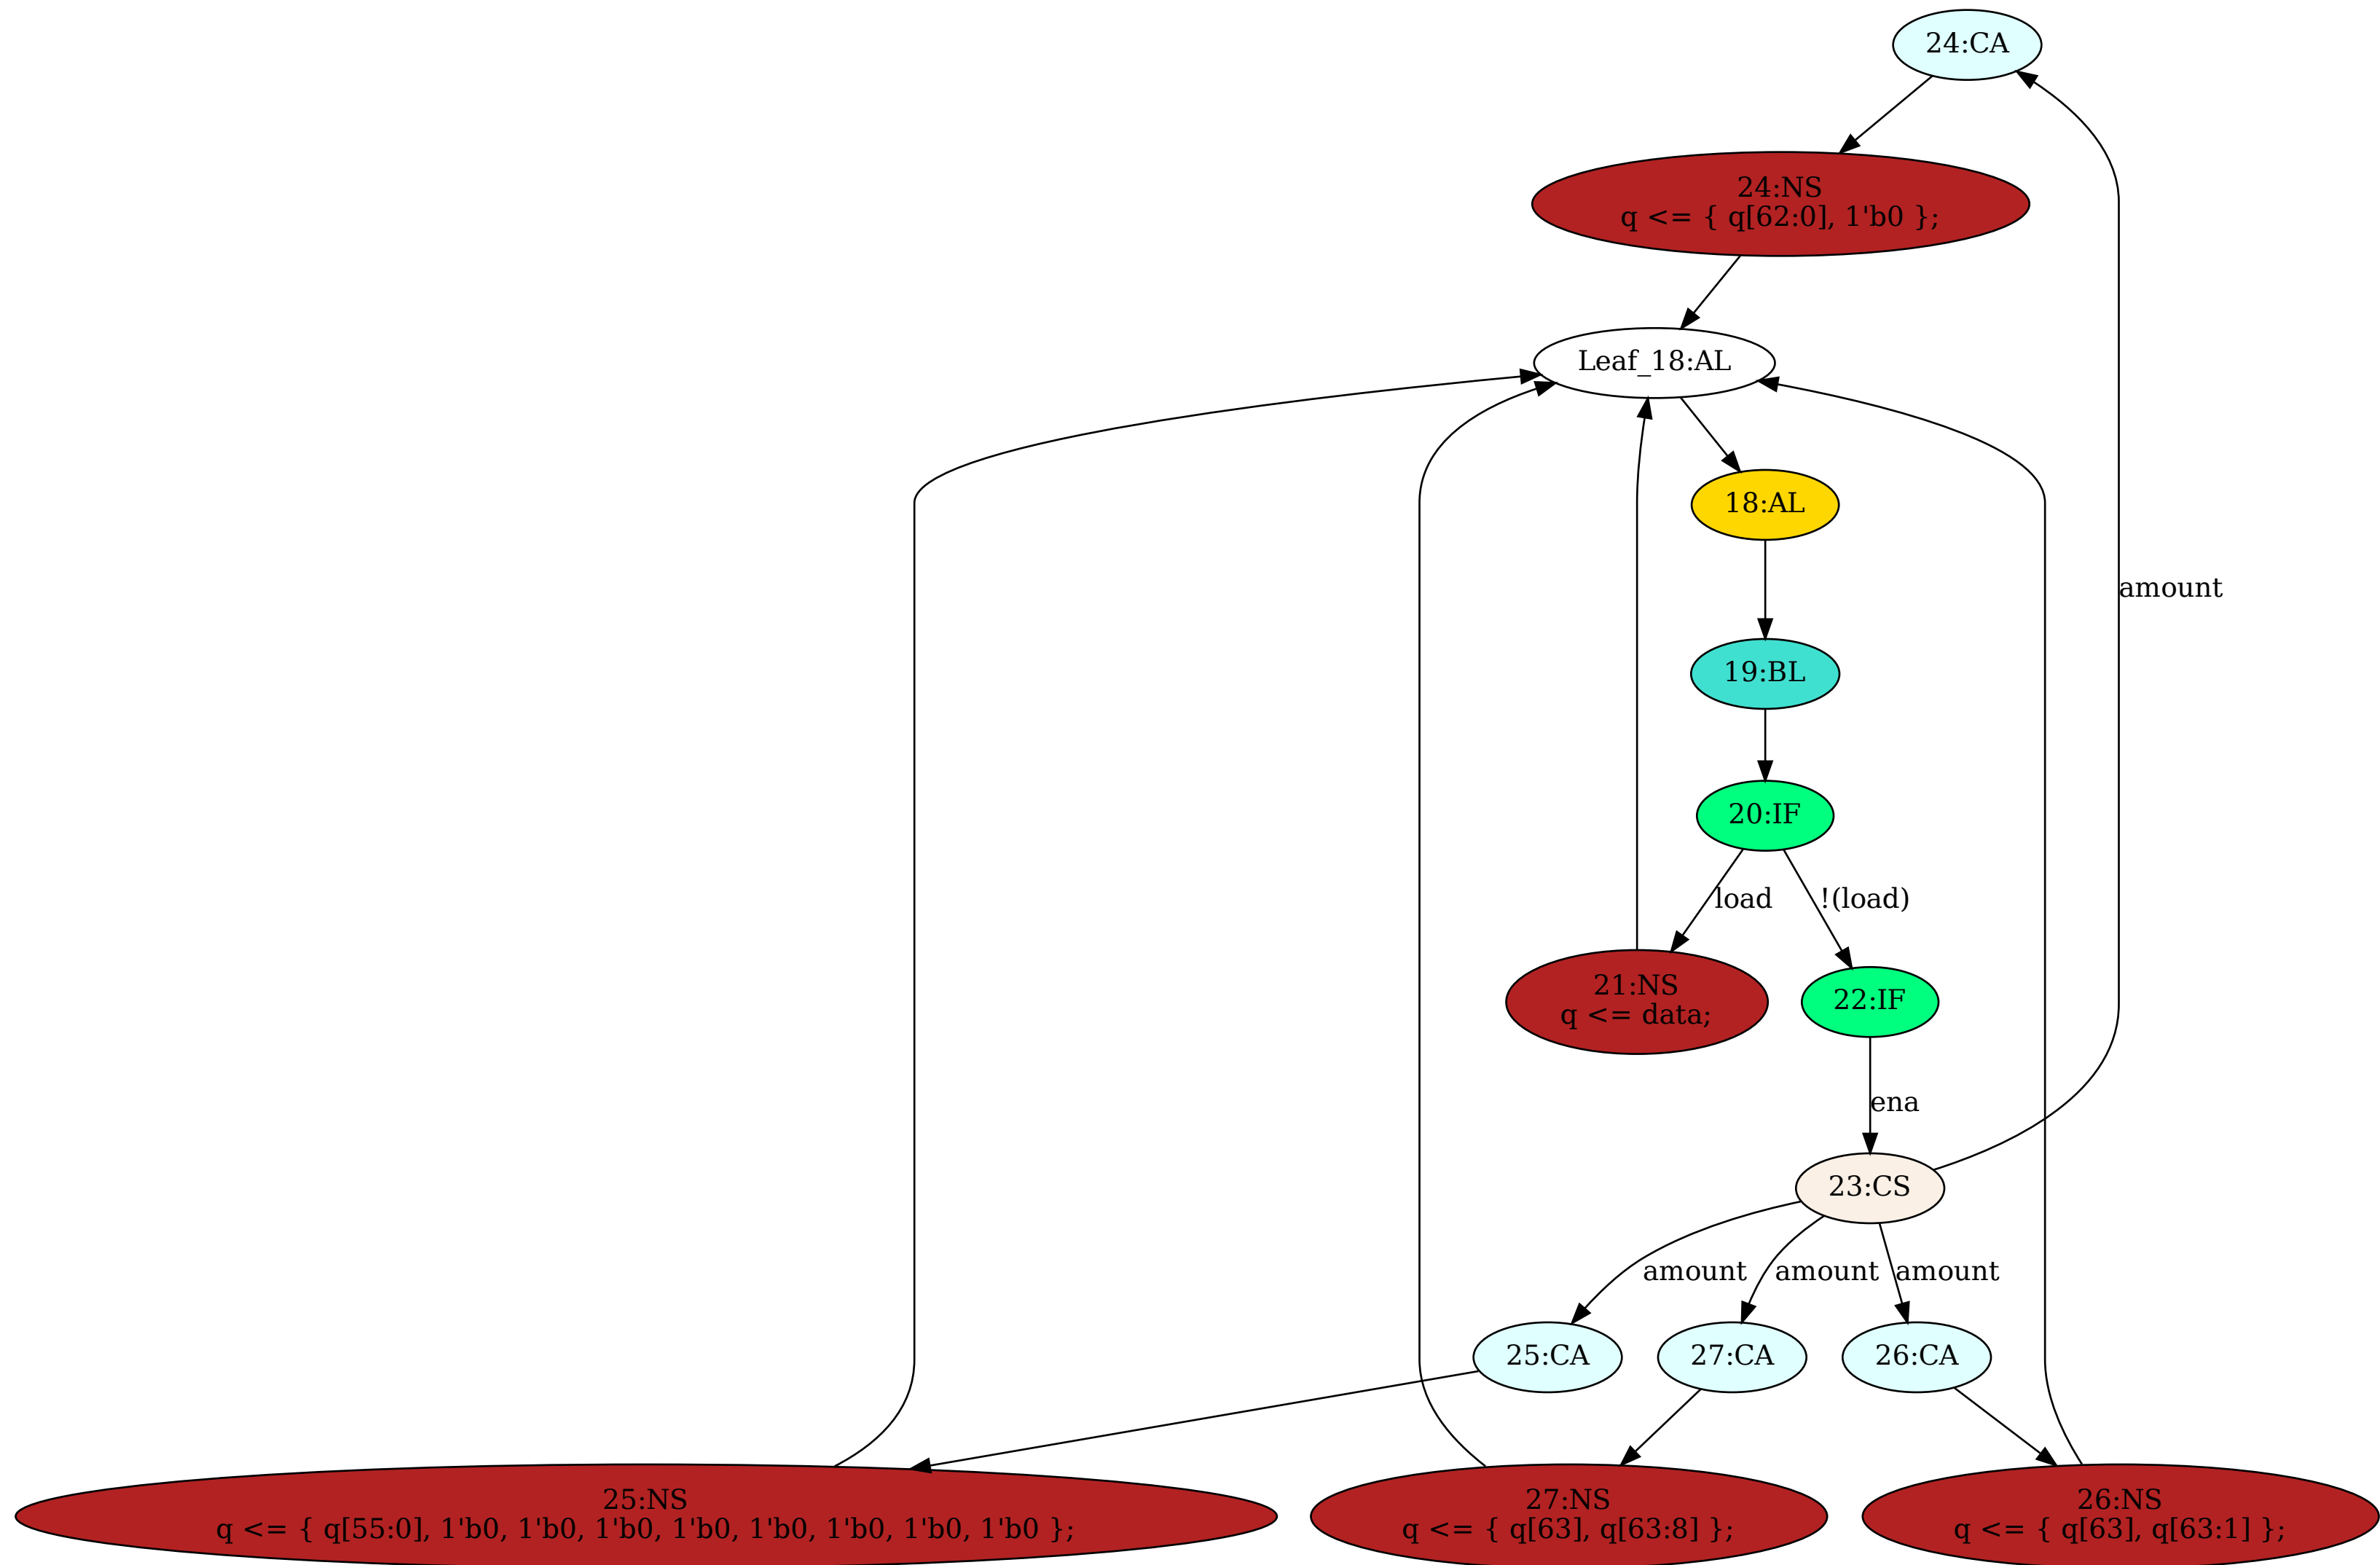 24:CA
24:NS
q <= { q[62:0], 1'b0 };
Leaf_18:AL
18:AL
amount
19:BL
20:IF
load
!(load)
21:NS
q <= data;
22:IF
ena
23:CS
amount
amount
amount
25:CA
27:CA
26:CA
25:NS
q <= { q[55:0], 1'b0, 1'b0, 1'b0, 1'b0, 1'b0, 1'b0, 1'b0, 1'b0 };
27:NS
q <= { q[63], q[63:8] };
26:NS
q <= { q[63], q[63:1] };